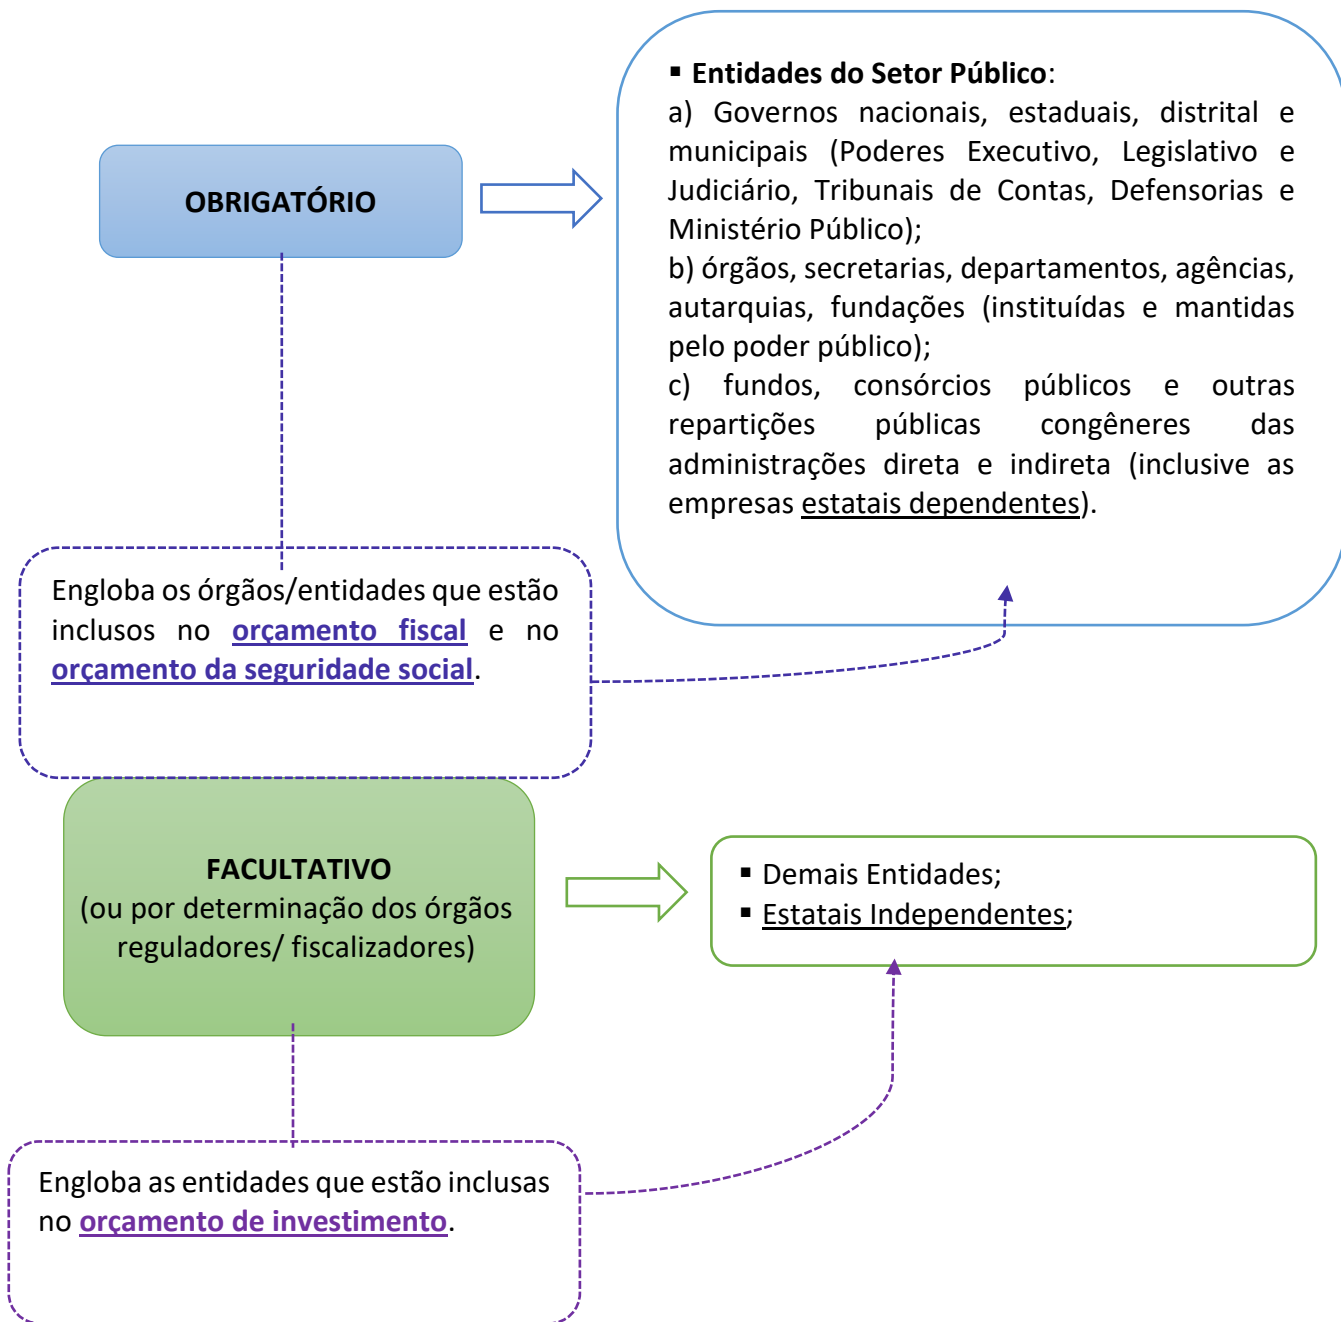 ▪ Entidades do Setor Público:
a) Governos nacionais, estaduais, distrital e
municipais (Poderes Executivo, Legislativo e
Judiciário, Tribunais de Contas, Defensorias e
Ministério Público);
b) órgãos, secretarias, departamentos, agências,
autarquias, fundações (instituídas e mantidas
pelo poder público);
c) fundos, consórcios públicos e outras
repartições públicas congêneres das
administrações direta e indireta (inclusive as
empresas estatais dependentes).
OBRIGATÓRIO
Engloba os órgãos/entidades que estão
inclusos no orçamento fiscal e no
orçamento da seguridade social.
FACULTATIVO
(ou por determinação dos órgãos
reguladores/ fiscalizadores)
▪ Demais Entidades;
▪ Estatais Independentes;
Engloba as entidades que estão inclusas
no orçamento de investimento.